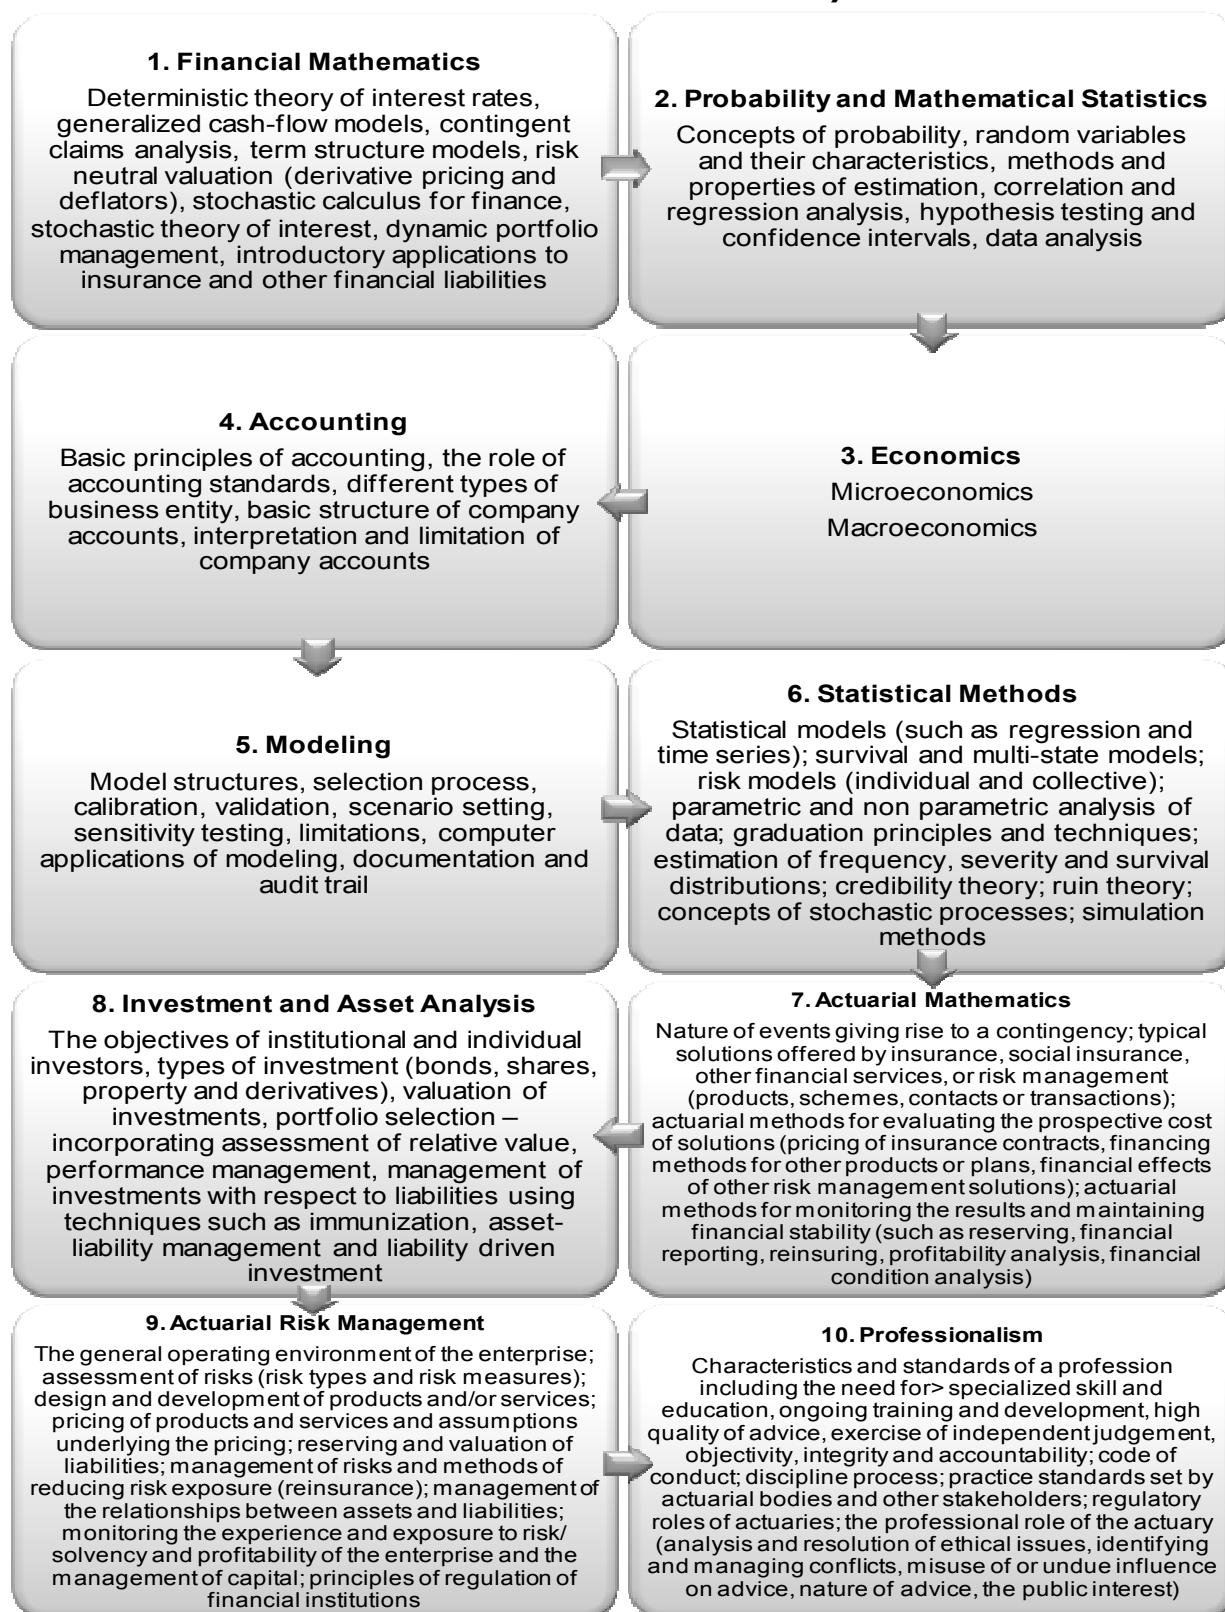 1. Financial Mathematics
Deterministic theory of interest rates,
generalized cash-flow models, contingent
claims analysis, term structure models, risk
neutral valuation (derivative pricing and
deflators), stochastic calculus for finance,
stochastic theory of interest, dynamic portfolio
management, introductory applications to
insurance and other financial liabilities
2. Probability and Mathematical Statistics
Concepts of probability, random variables
and their characteristics, methods and
properties of estimation, correlation and
regression analysis, hypothesis testing and
confidence intervals, data analysis
3. Economics
Microeconomics
Macroeconomics
4. Accounting
Basic principles of accounting, the role of
accounting standards, different types of
business entity, basic structure of company
accounts, interpretation and limitation of
company accounts
5. Modeling
Model structures, selection process,
calibration, validation, scenario setting,
sensitivity testing, limitations, computer
applications of modeling, documentation and
audit trail
6. Statistical Methods
Statistical models (such as regression and
time series); survival and multi-state models;
risk models (individual and collective);
parametric and non parametric analysis of
data; graduation principles and techniques;
estimation of frequency, severity and survival
distributions; credibility theory; ruin theory;
concepts of stochastic processes; simulation
methods
7. Actuarial Mathematics
Nature of events giving rise to a contingency; typical
solutions offered by insurance, social insurance,
other financial services, or risk management
(products, schemes, contacts or transactions);
actuarial methods for evaluating the prospective cost
of solutions (pricing of insurance contracts, financing
methods for other products or plans, financial effects
of other risk management solutions); actuarial
methods for monitoring the results and maintaining
financial stability (such as reserving, financial
reporting, reinsuring, profitability analysis, financial
condition analysis)
8. Investment and Asset Analysis
The objectives of institutional and individual
investors, types of investment (bonds, shares,
property and derivatives), valuation of
investments, portfolio selection –
incorporating assessment of relative value,
performance management, management of
investments with respect to liabilities using
techniques such as immunization, asset-
liability management and liability driven
investment
9. Actuarial Risk Management
The general operating environment of the enterprise;
assessment of risks (risk types and risk measures);
design and development of products and/or services;
pricing of products and services and assumptions
underlying the pricing; reserving and valuation of
liabilities; management of risks and methods of
reducing risk exposure (reinsurance); management of
the relationships between assets and liabilities;
monitoring the experience and exposure to risk/
solvency and profitability of the enterprise and the
management of capital; principles of regulation of
financial institutions
10. Professionalism
Characteristics and standards of a profession
including the need for> specialized skill and
education, ongoing training and development, high
quality of advice, exercise of independent judgement,
objectivity, integrity and accountability; code of
conduct; discipline process; practice standards set by
actuarial bodies and other stakeholders; regulatory
roles of actuaries; the professional role of the actuary
(analysis and resolution of ethical issues, identifying
and managing conflicts, misuse of or undue influence
on advice, nature of advice, the public interest)